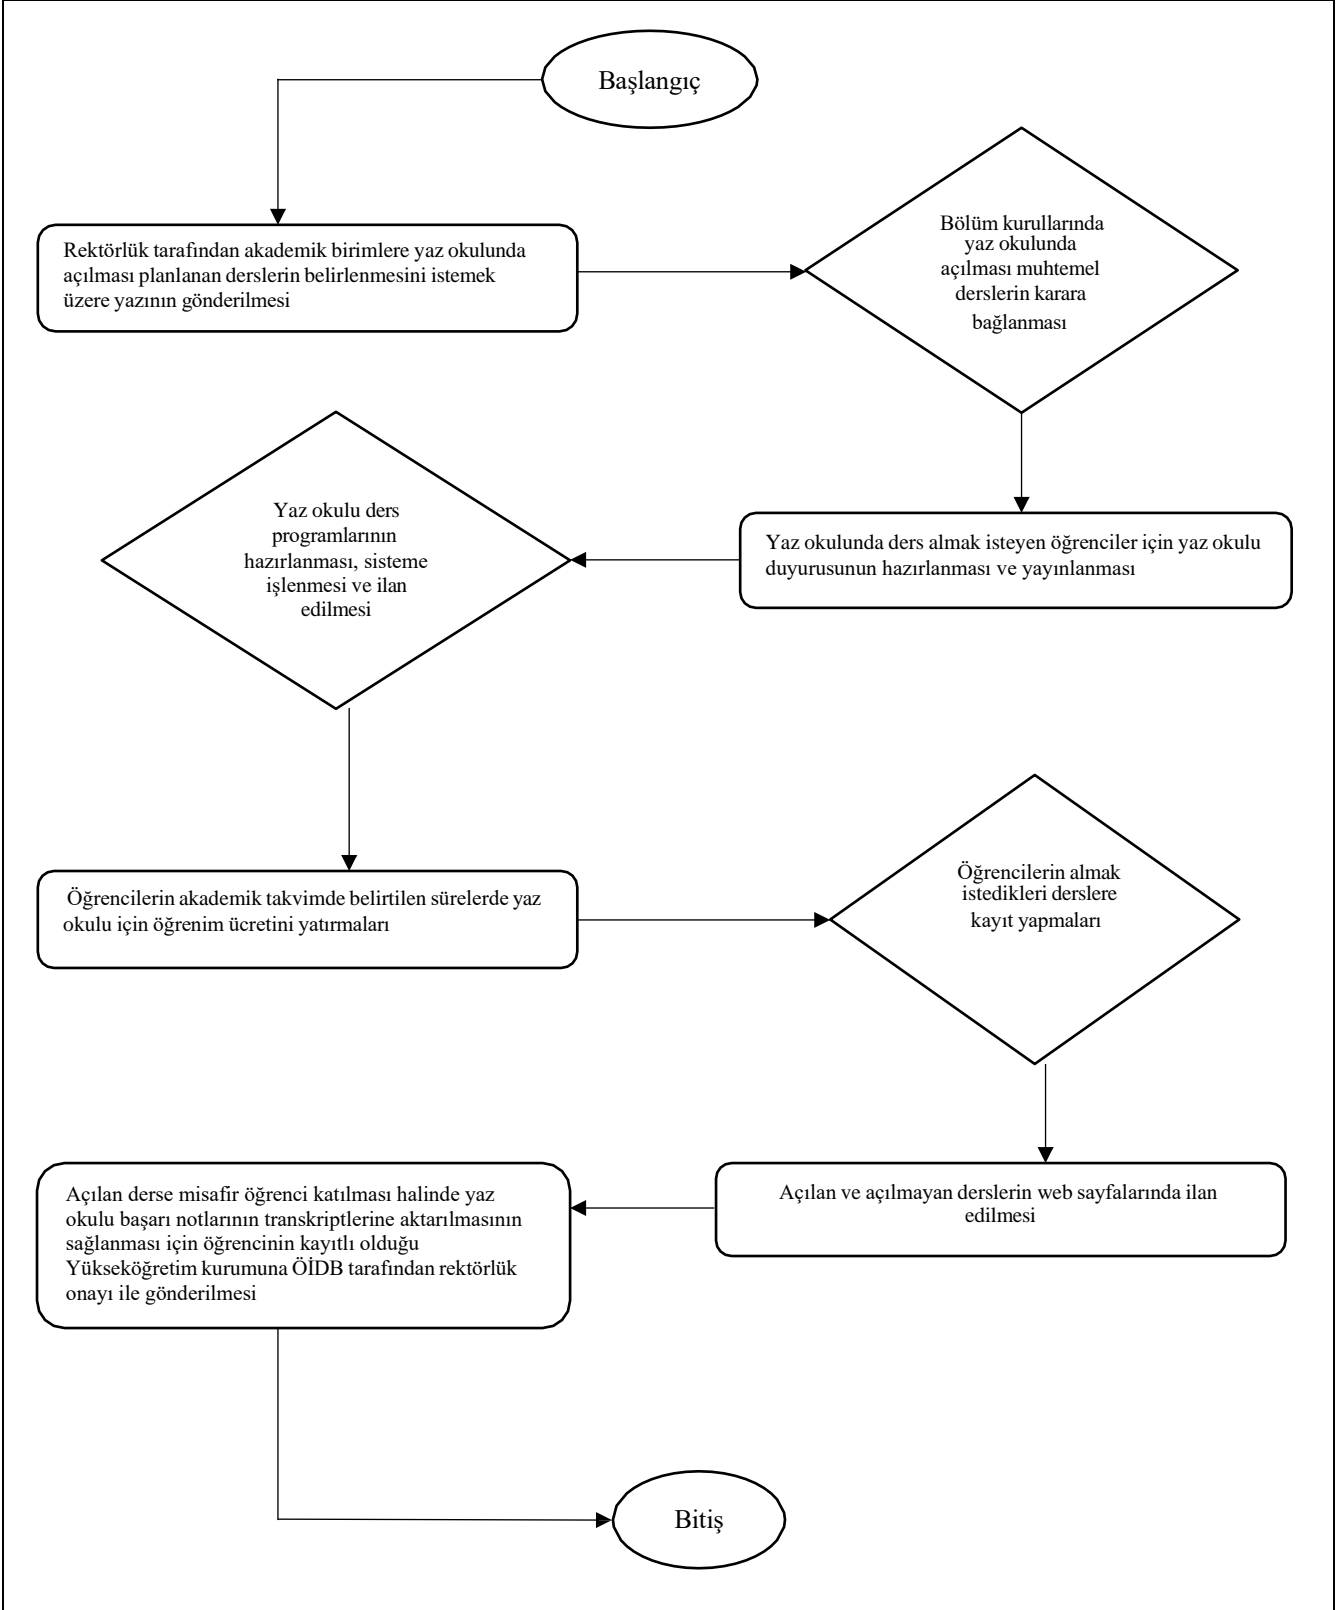 Başlangıç
Rektörlük tarafından akademik birimlere yaz okulunda
açılması planlanan derslerin belirlenmesini istemek
üzere yazının gönderilmesi
Bölüm kurullarında
yaz okulunda
açılması muhtemel
derslerin karara
bağlanması
Yaz okulunda ders almak isteyen öğrenciler için yaz okulu
duyurusunun hazırlanması ve yayınlanması
Yaz okulu ders
programlarının
hazırlanması, sisteme
işlenmesi ve ilan
edilmesi
Öğrencilerin akademik takvimde belirtilen sürelerde yaz
okulu için öğrenim ücretini yatırmaları
Öğrencilerin almak
istedikleri derslere
kayıt yapmaları
Açılan ve açılmayan derslerin web sayfalarında ilan
edilmesi
Açılan derse misafir öğrenci katılması halinde yaz
okulu başarı notlarının transkriptlerine aktarılmasının
sağlanması için öğrencinin kayıtlı olduğu
Yükseköğretim kurumuna ÖİDB tarafından rektörlük
onayı ile gönderilmesi
Bitiş